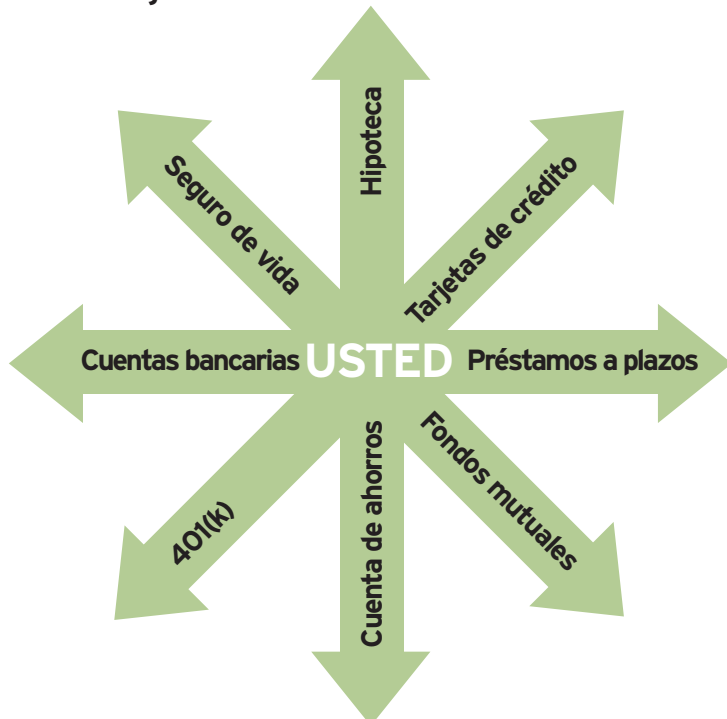 Hipoteca
Seguro de vida
Tarjetas de crédito
Cuentas bancarias USTED Préstamos a plazos
401(k)
Cuenta de ahorros
Fondos mutuales